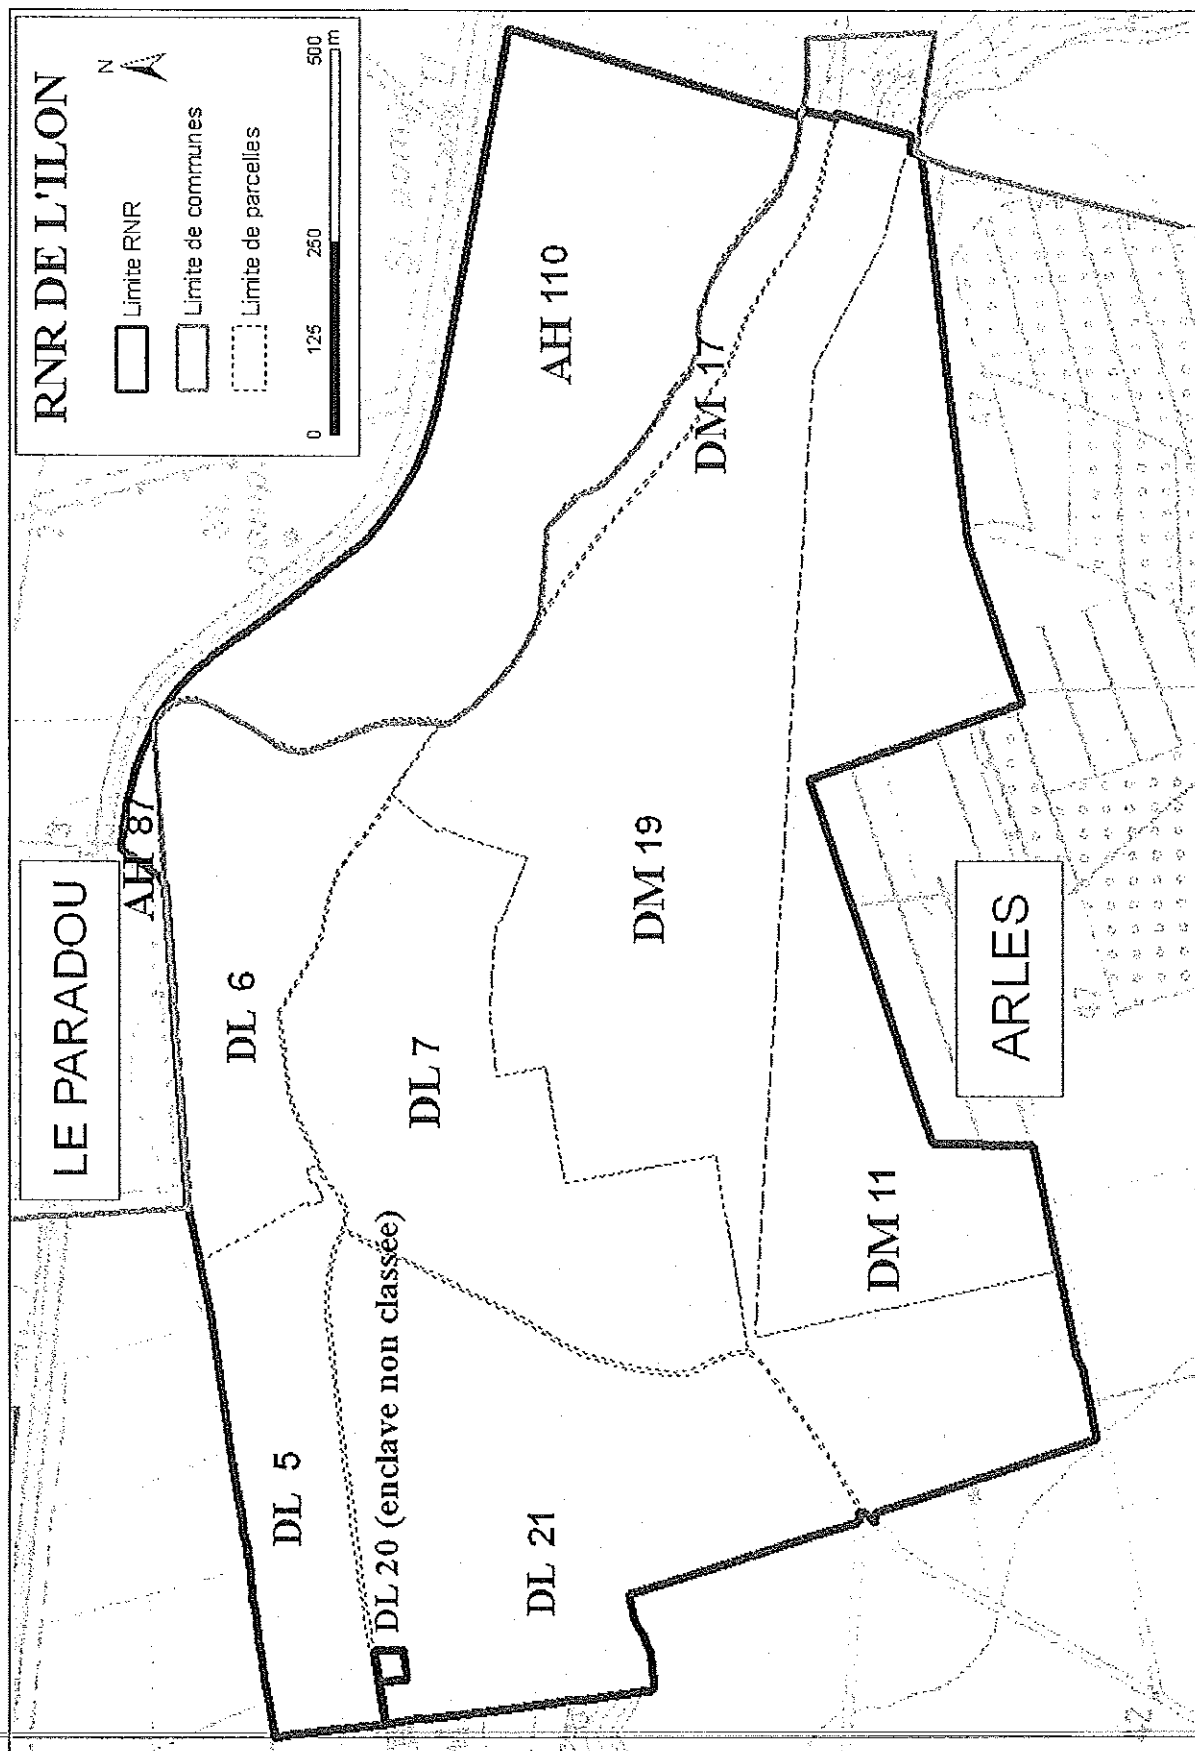 RNR DE L'ILON
N
Limite RNR
Limite de communes
Limite de parcelles
0 125 250 500
m
LE PARADOU
AH 87
DL 6
DL 5
DL 7
DL 20 (enclave non classée)
DL 21
AH 110
DM 17
DM 19
DM 11
ARLES